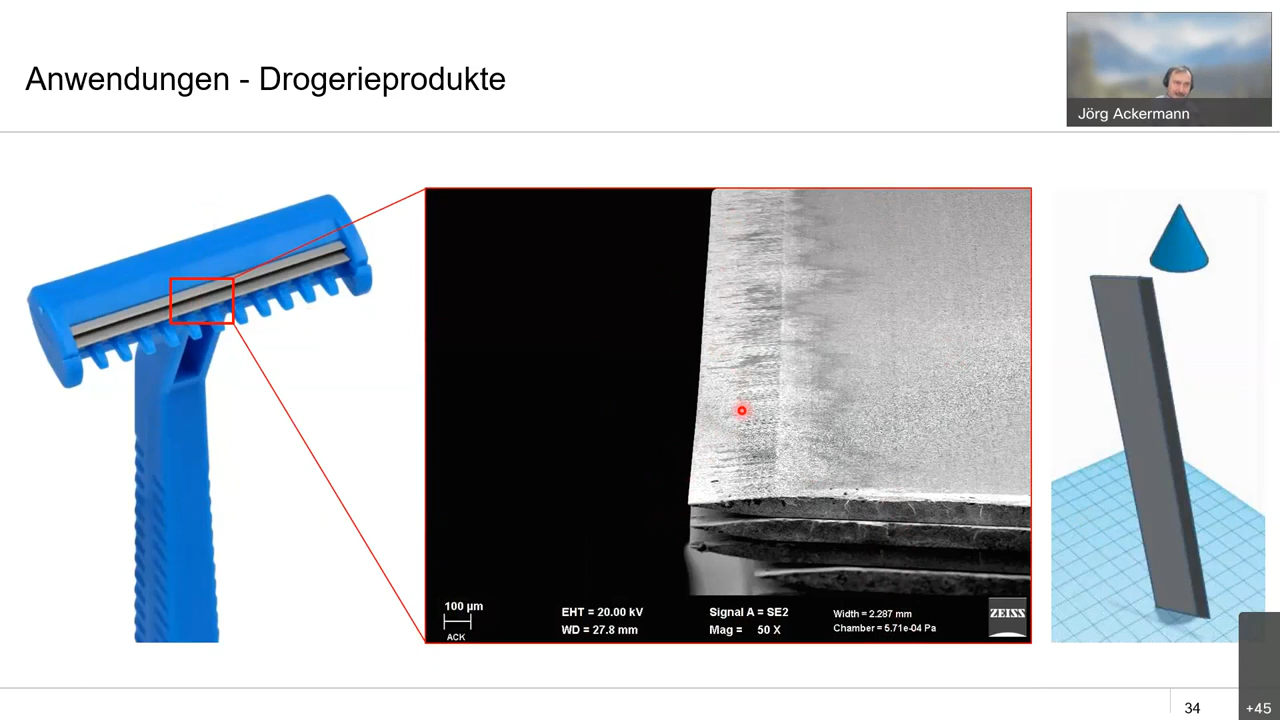 Anwendungen - Drogerieprodukte
Jörg Ackermann
100 µm
ACK
EHT = 20.00 kV
WD = 27.8 mm
Signal A = SE2
Mag = 50 X
Width = 2.287 mm
Chamber = 5.71e-04 Pa
ZEISS
34
+45